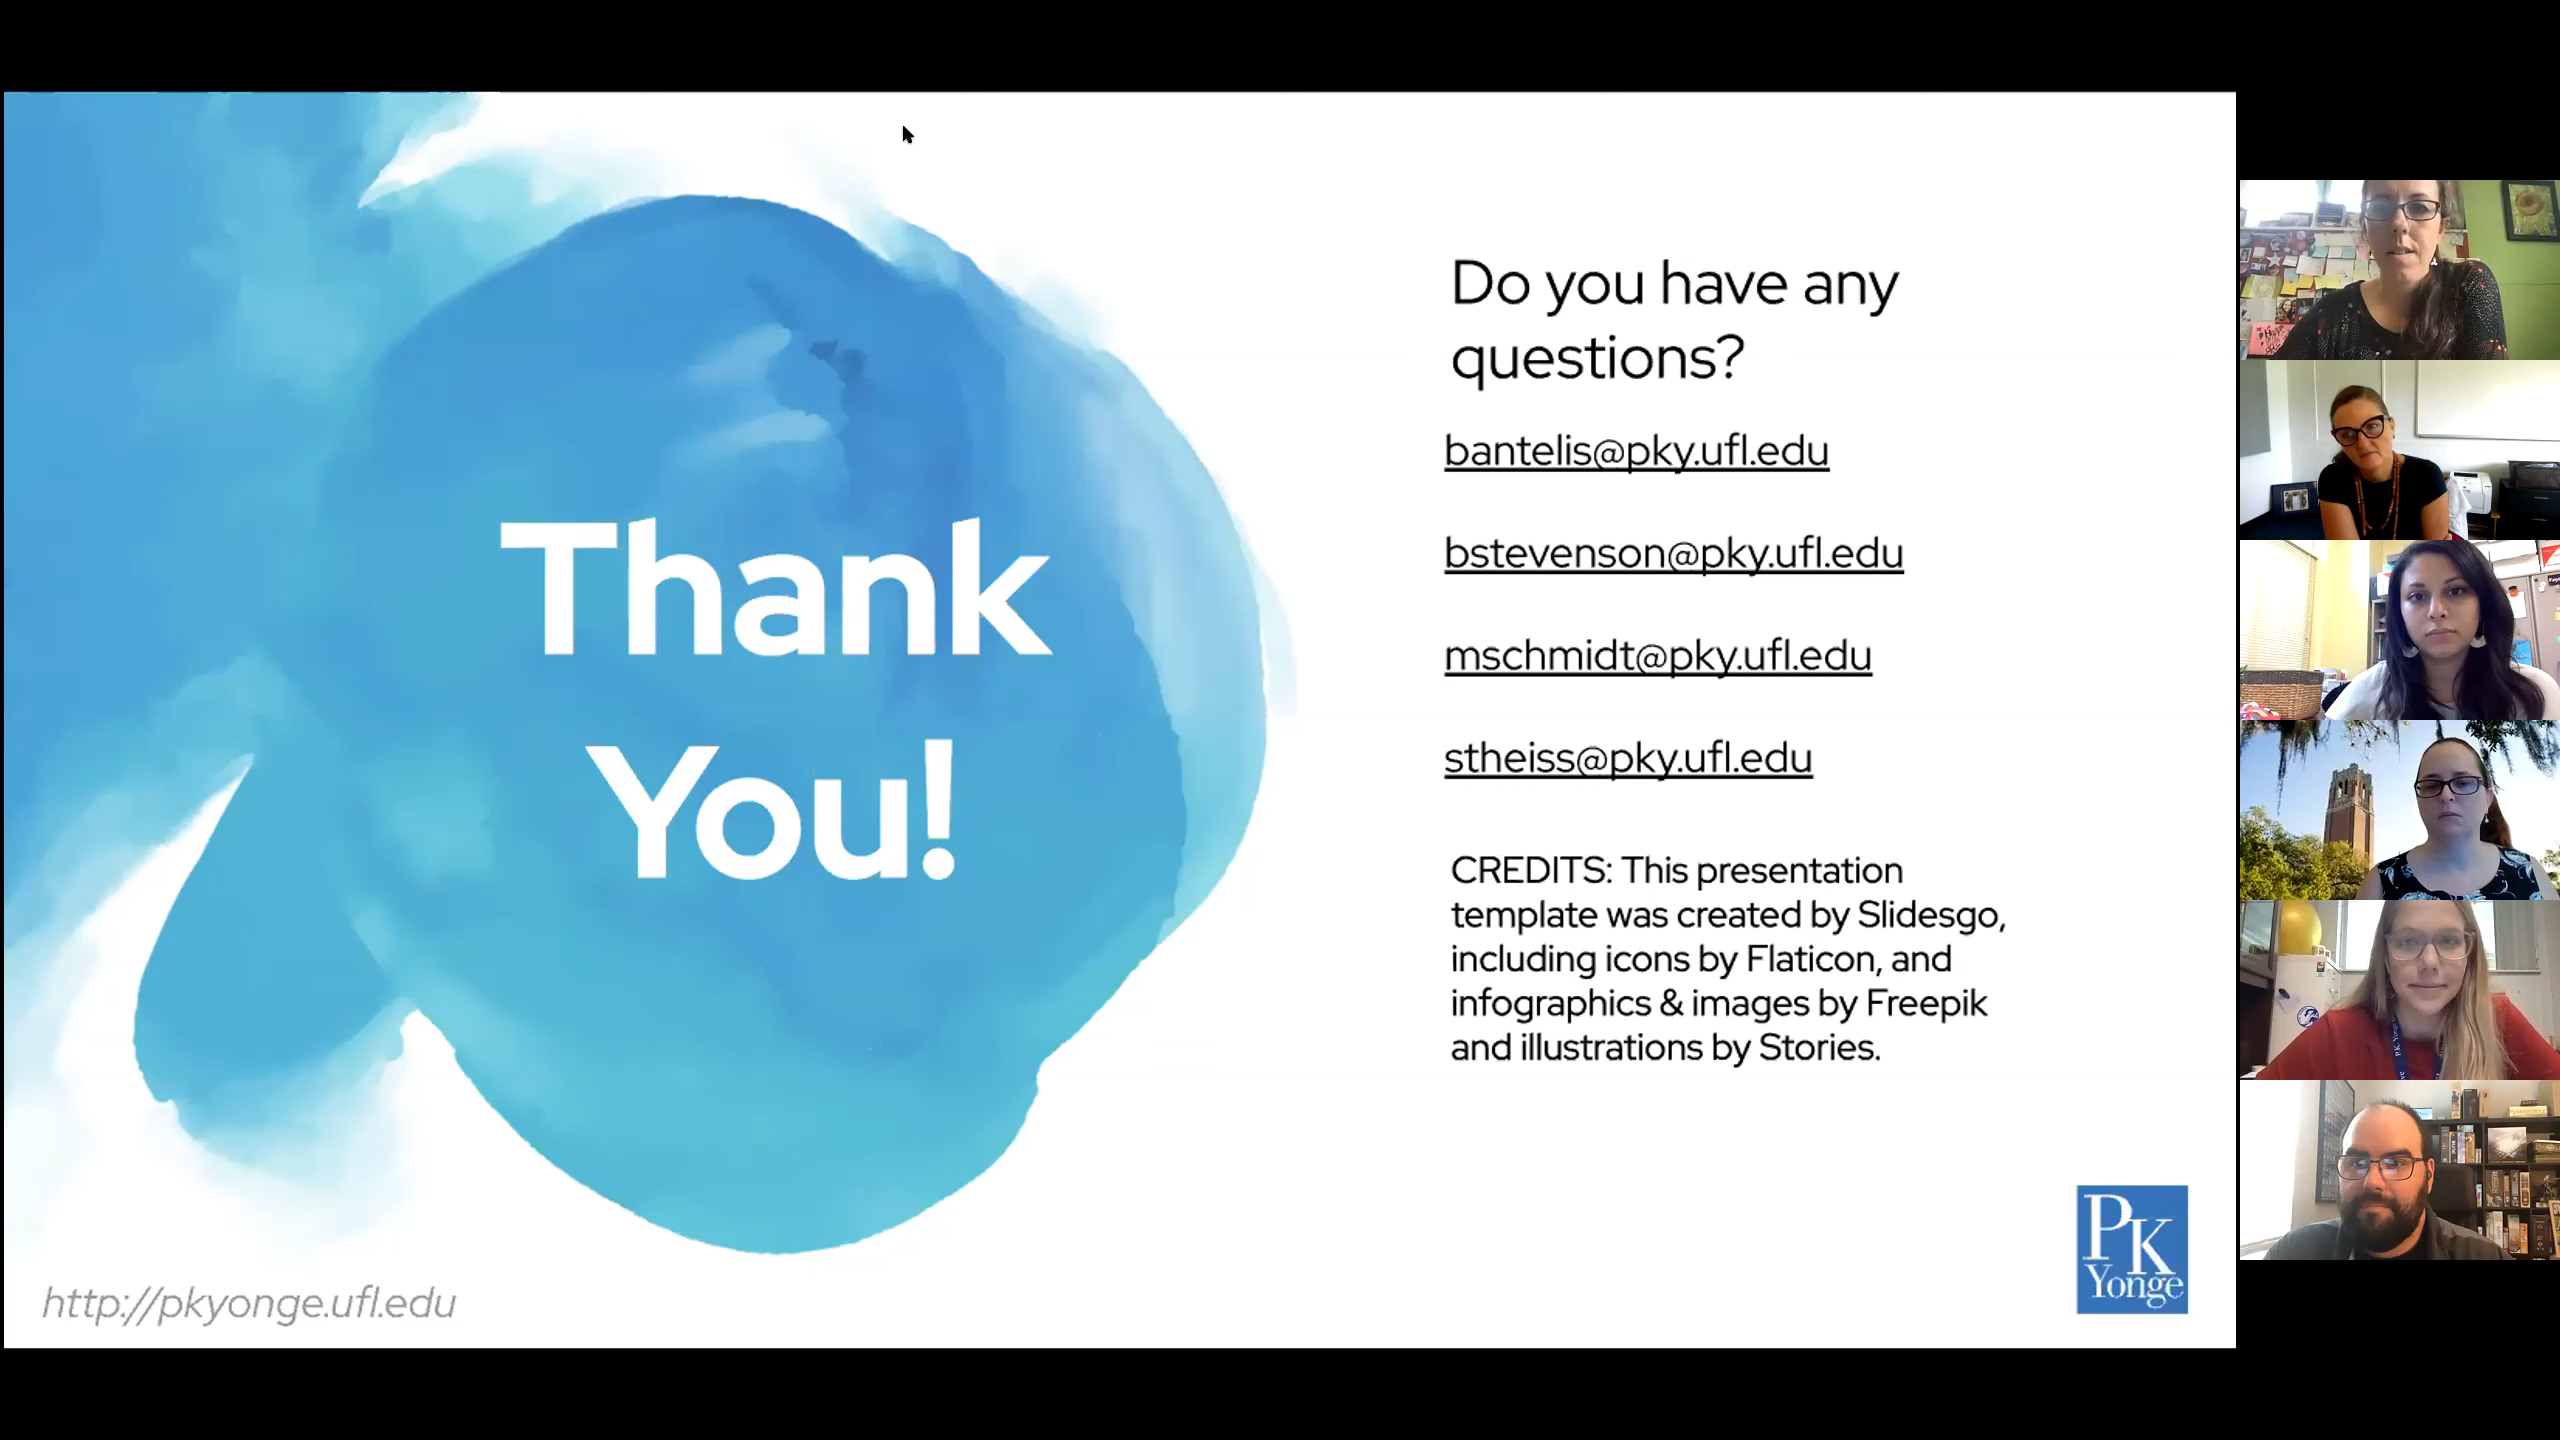 Thank
You!
Do you have any
questions?
bantelis@pky.ufl.edu
bstevenson@pky.ufl.edu
mschmidt@pky.ufl.edu
stheiss@pky.ufl.edu
CREDITS: This presentation
template was created by Slidesgo,
including icons by Flaticon, and
infographics & images by Freepik
and illustrations by Stories.
http://pkyonge.ufl.edu
PK
Yonge